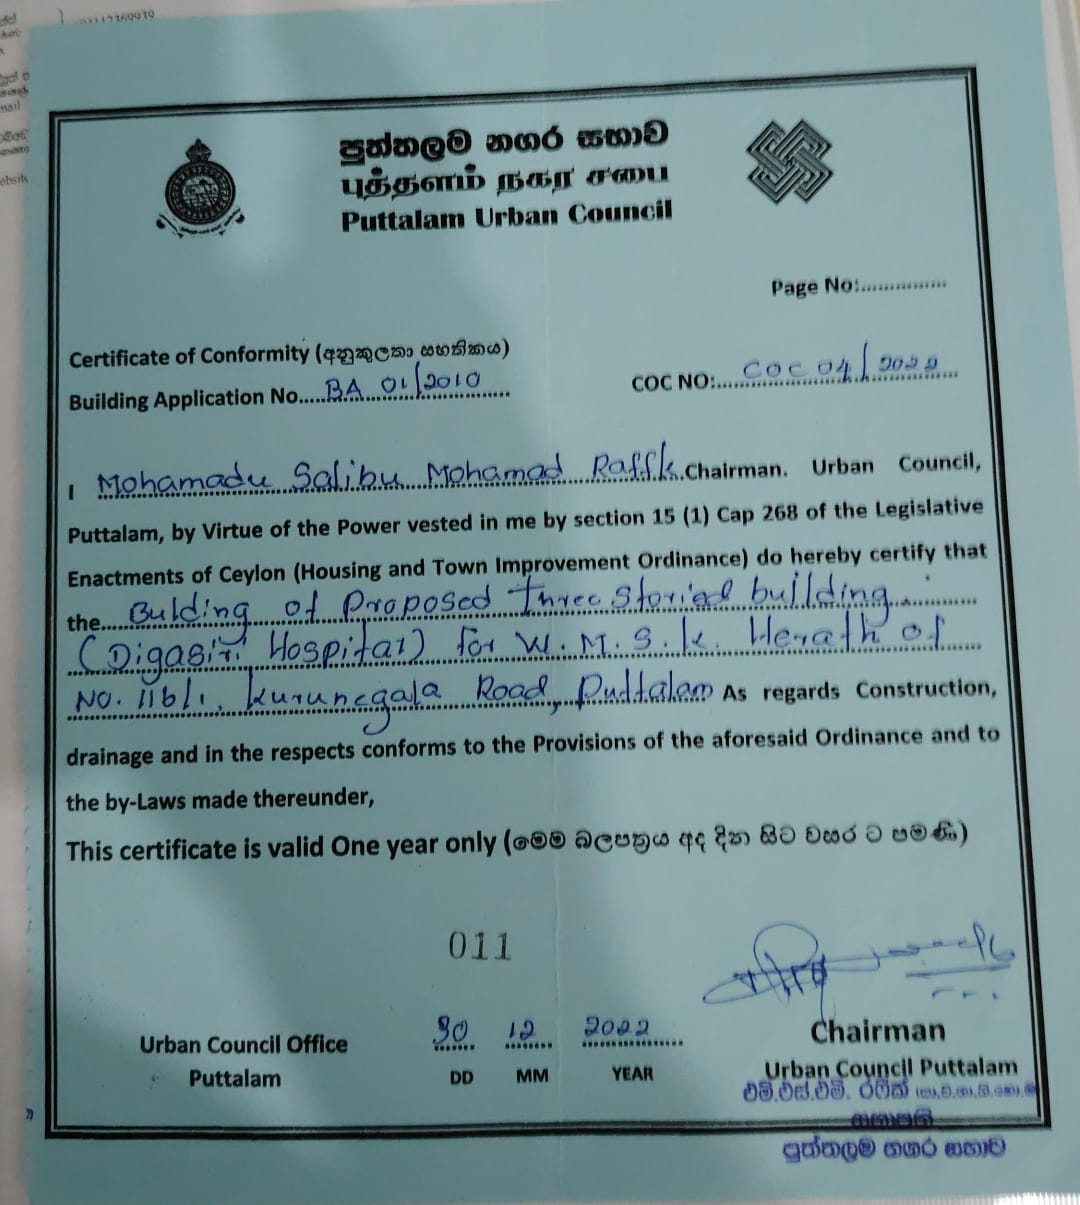 පුත්තලම නගර සභාව
புத்தளம் நகர சபை
Puttalam Urban Council
Page No:...............
Certificate of Conformity (අනුකූලතා සහතිකය)
Building Application No.....BA 01/2010
COC NO:......COC 04/2022
I Mohamadu Salibu Mohamad Raffk..Chairman. Urban Council,
Puttalam, by Virtue of the Power vested in me by section 15 (1) Cap 268 of the Legislative
Enactments of Ceylon (Housing and Town Improvement Ordinance) do hereby certify that
the....Bulding of Proposed Three Storied building..........
(Digasiri Hospital) for W.M.S.K. Herath of
No. 116/1, Kurunegala Road, Puttalam As regards Construction,
drainage and in the respects conforms to the Provisions of the aforesaid Ordinance and to
the by-Laws made thereunder,
This certificate is valid One year only (මෙම බලපත්‍රය අද දින සිට වසර ට පමණි)
011
Urban Council Office
Puttalam
30 12 2022
DD MM YEAR
Chairman
Urban Council Puttalam
එම්.එස්.එම්. රෆීක්
සභාපති
පුත්තලම නගර සභාව